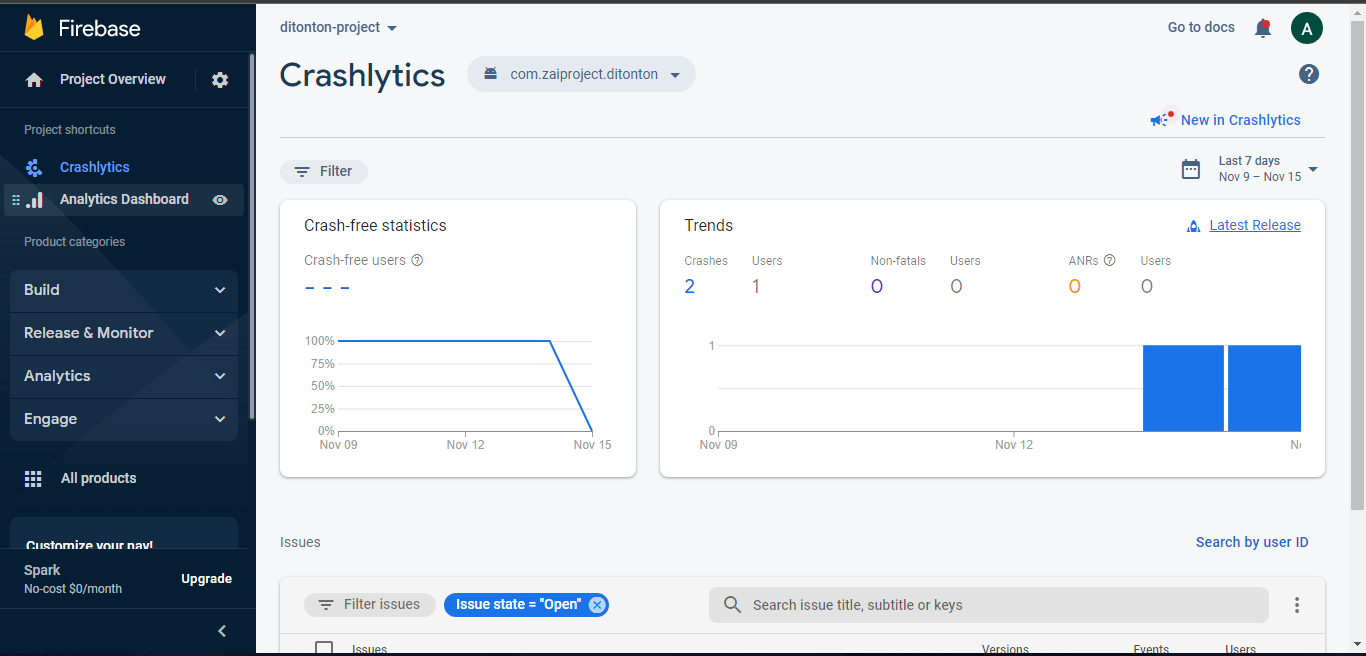 Firebase
Project Overview
Project shortcuts
Crashlytics
Analytics Dashboard
Product categories
Build
Release & Monitor
Analytics
Engage
All products
Customize your nav!
Spark
No-cost $0/month
Upgrade
ditonton-project
Go to docs
A
Crashlytics
com.zaiproject.ditonton
New in Crashlytics
Filter
Last 7 days
Nov 9 – Nov 15
Crash-free statistics
Crash-free users
– – –
100%
75%
50%
25%
0%
Nov 09 Nov 12 Nov 15
Trends
Latest Release
Crashes Users Non-fatals Users ANRs Users
2 1 0 0 0 0
1
0
Nov 09 Nov 12
Issues
Search by user ID
Filter issues
Issue state = "Open"
Search issue title, subtitle or keys
Issues Versions Events Users